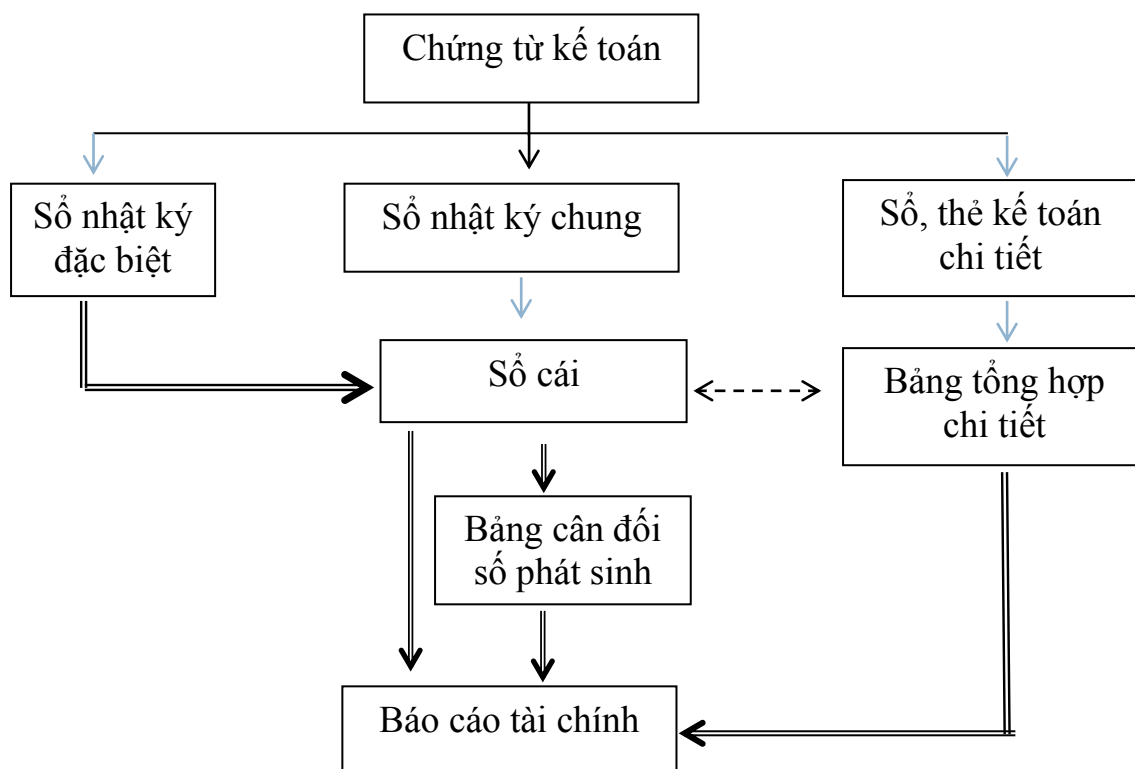 Chứng từ kế toán
Sổ nhật ký
đặc biệt
Sổ nhật ký chung
Sổ, thẻ kế toán
chi tiết
Sổ cái
Bảng tổng hợp
chi tiết
Bảng cân đối
số phát sinh
Báo cáo tài chính